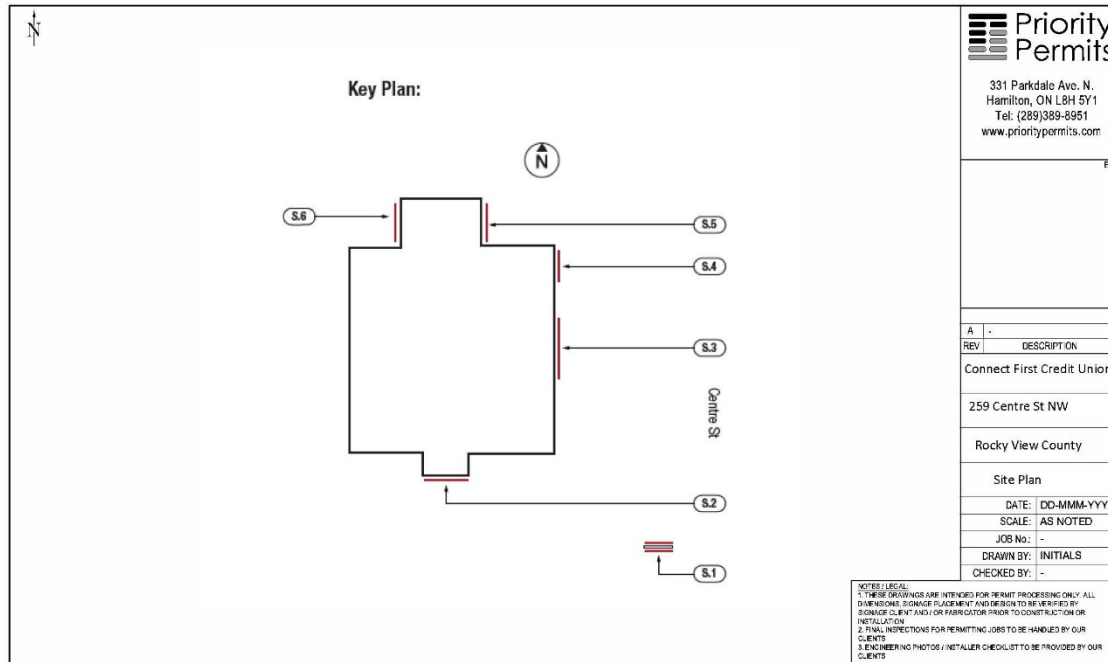 N
Key Plan:
N
S.6
S.5
S.4
S.3
Centre St
S.2
S.1
Priority
Permits
331 Parkdale Ave. N.
Hamilton, ON L8H 5Y1
Tel: (289)389-8951
www.prioritypermits.com
A -
REV DESCRIPTION
Connect First Credit Union
259 Centre St NW
Rocky View County
Site Plan
DATE: DD-MMM-YYY
SCALE: AS NOTED
JOB No.: -
DRAWN BY: INITIALS
CHECKED BY: -
NOTES / LEGAL:
1. THESE DRAWINGS ARE INTENDED FOR PERMIT PROCESSING ONLY. ALL
DIMENSIONS, SIGNAGE PLACEMENT AND DESIGN TO BE VERIFIED BY
SIGNAGE CLIENT AND / OR FABRICATOR PRIOR TO CONSTRUCTION OR
INSTALLATION
2. FINAL INSPECTIONS FOR PERMITTING JOBS TO BE HANDLED BY OUR
CLIENTS
3. ENGINEERING PHOTOS / INSTALLER CHECKLIST TO BE PROVIDED BY OUR
CLIENTS